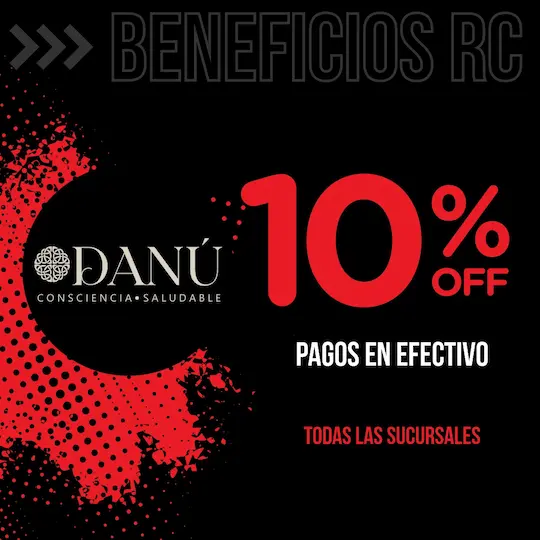 BENEFICIOS RC
DANÚ
CONSCIENCIA•SALUDABLE
10%
OFF
PAGOS EN EFECTIVO
TODAS LAS SUCURSALES